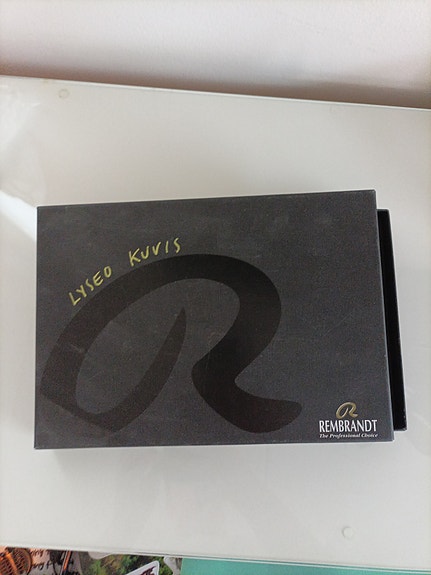 LYSEO KUVIS
R
REMBRANDT
The Professional Choice